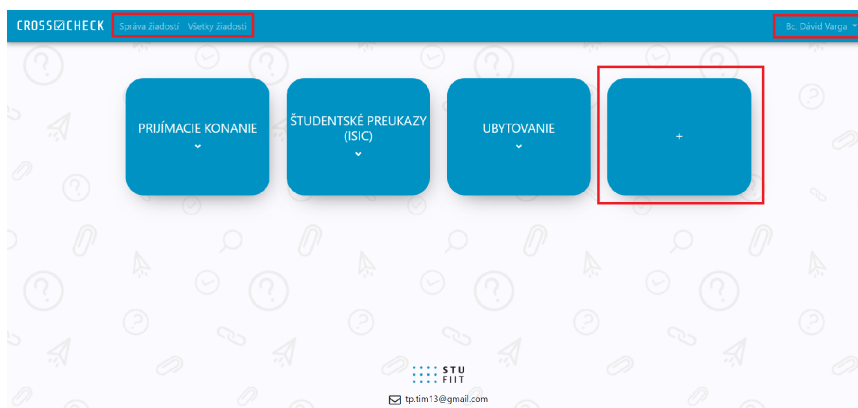 CROSS☑CHECK Správa žiadostí Všetky žiadosti Bc. Dávid Varga
PRIJÍMACIE KONANIE
ŠTUDENTSKÉ PREUKAZY
(ISIC)
UBYTOVANIE
+
STU
FIIT
tp.tim13@gmail.com